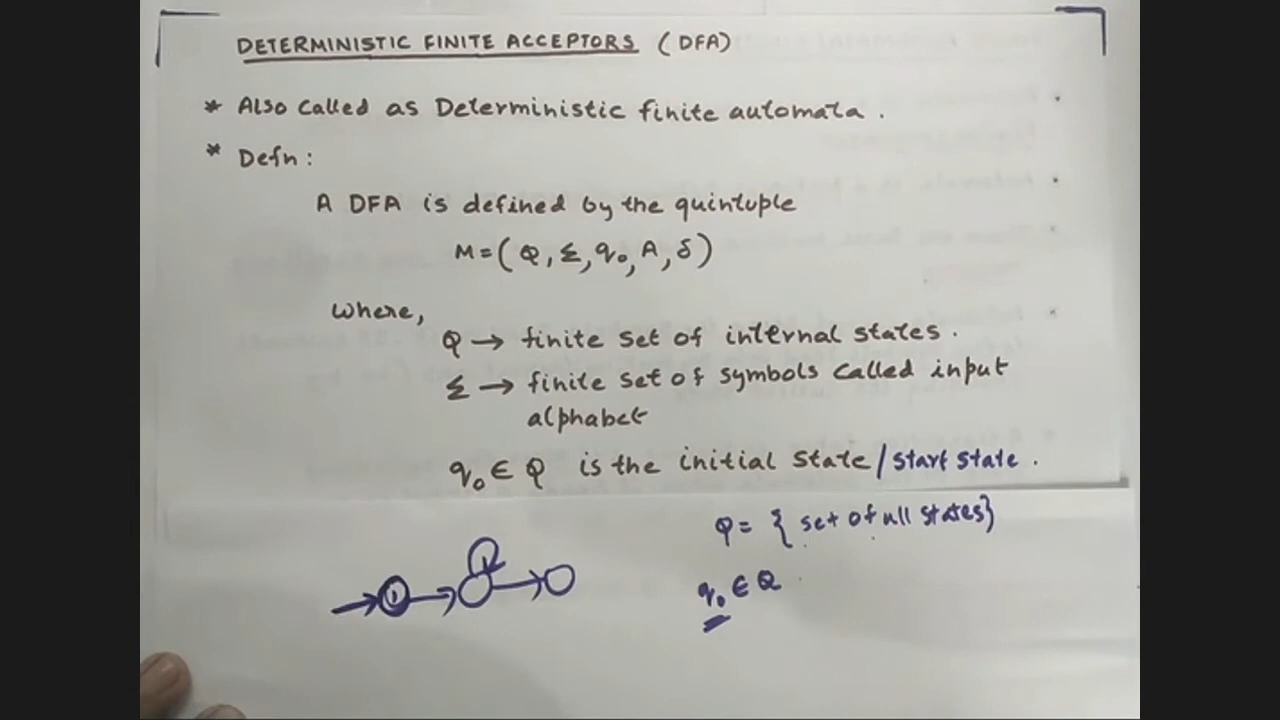 DETERMINISTIC FINITE ACCEPTORS (DFA)
* Also called as Deterministic finite automata.
* Defn:
A DFA is defined by the quintuple
M = (Q, Σ, q₀, A, δ)
where,
Q → finite set of internal states.
Σ → finite set of symbols called input
alphabet
q₀ ∈ Q is the initial state/start state.
Q = { set of all states}
q₀ ∈ Q